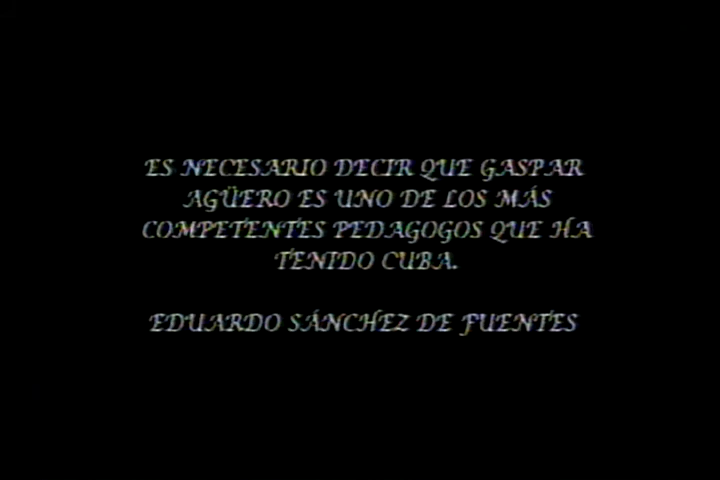 ES NECESARIO DECIR QUE GASPAR
AGÜERO ES UNO DE LOS MÁS
COMPETENTES PEDAGOGOS QUE HA
TENIDO CUBA.
EDUARDO SÁNCHEZ DE FUENTES